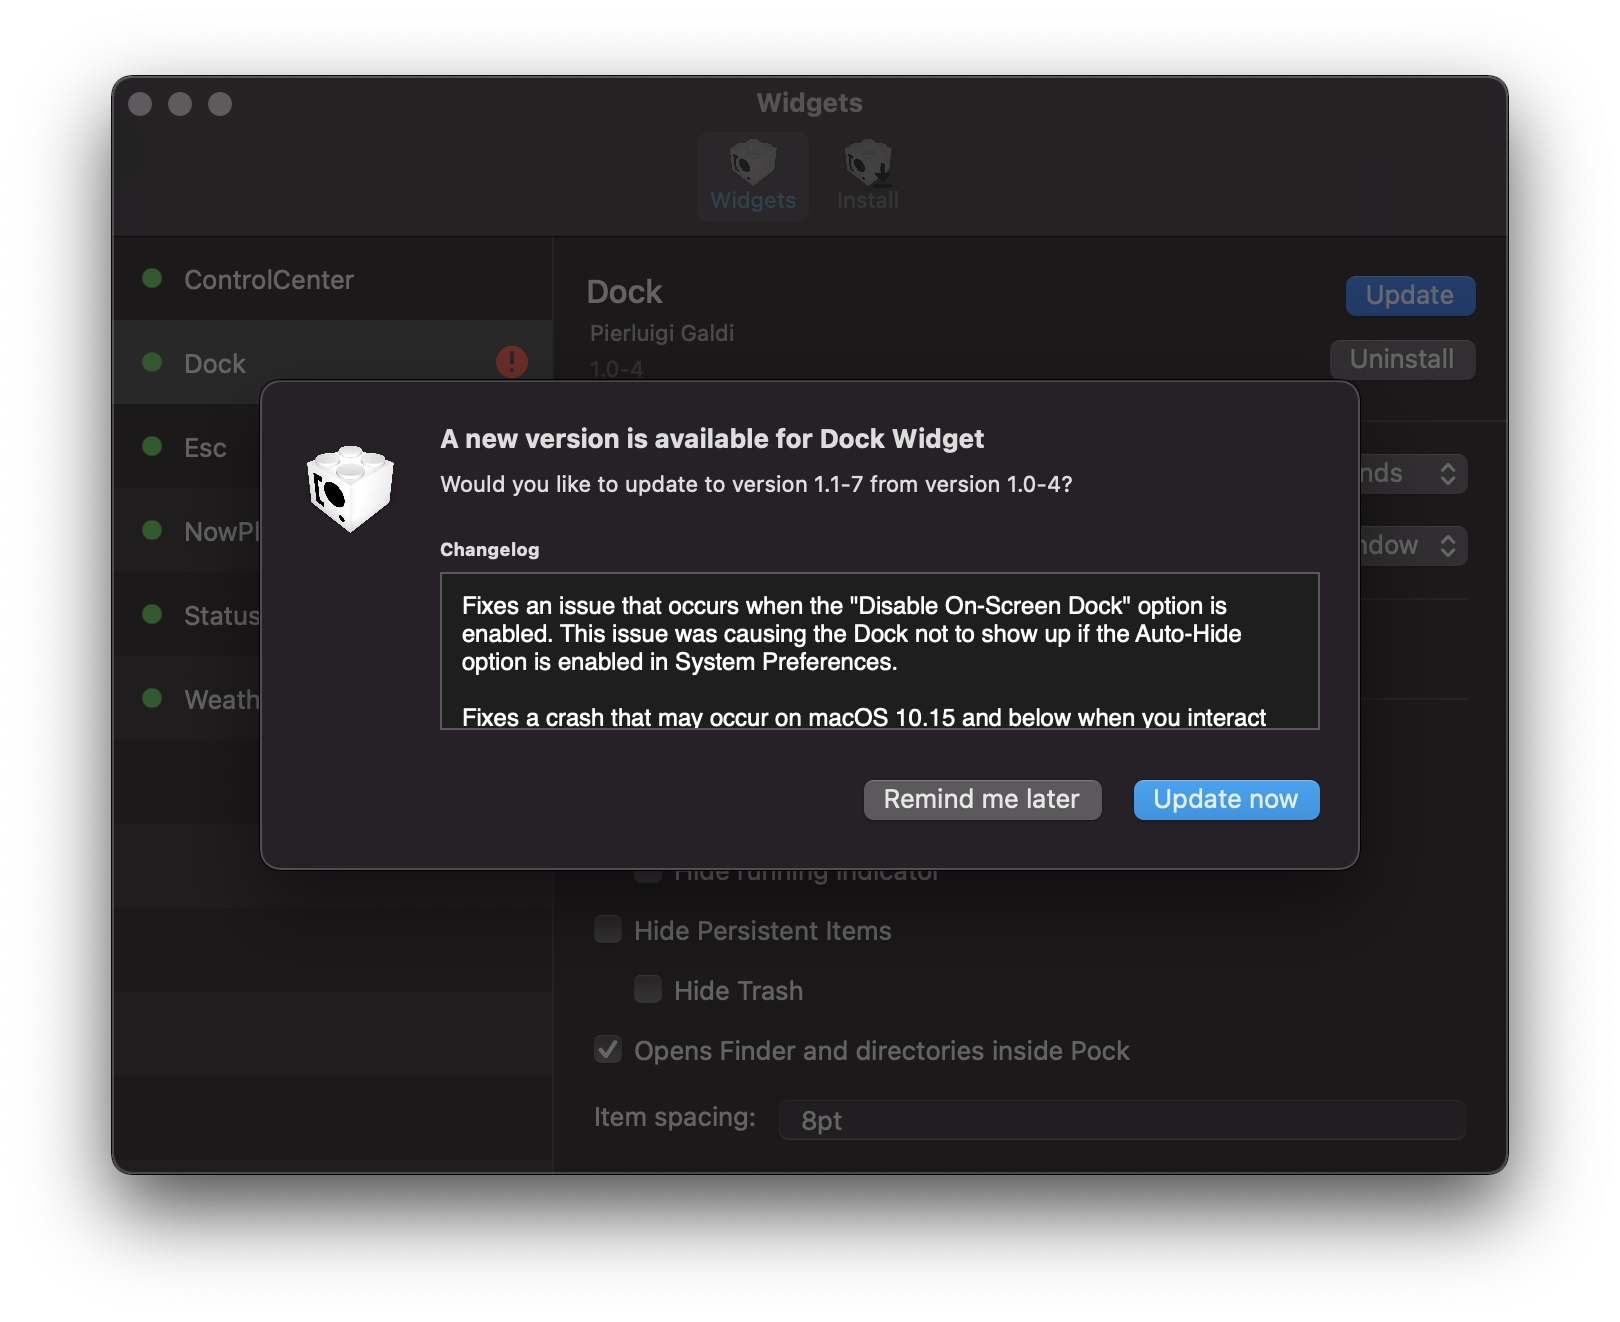 Widgets
Widgets
Install
ControlCenter
Dock
Esc
NowPl
Status
Weath
Dock
Pierluigi Galdi
1.0-4
Update
Uninstall
nds
ndow
A new version is available for Dock Widget
Would you like to update to version 1.1-7 from version 1.0-4?
Changelog
Fixes an issue that occurs when the "Disable On-Screen Dock" option is
enabled. This issue was causing the Dock not to show up if the Auto-Hide
option is enabled in System Preferences.
Fixes a crash that may occur on macOS 10.15 and below when you interact
Remind me later
Update now
Hide running indicator
Hide Persistent Items
Hide Trash
Opens Finder and directories inside Pock
Item spacing:
8pt